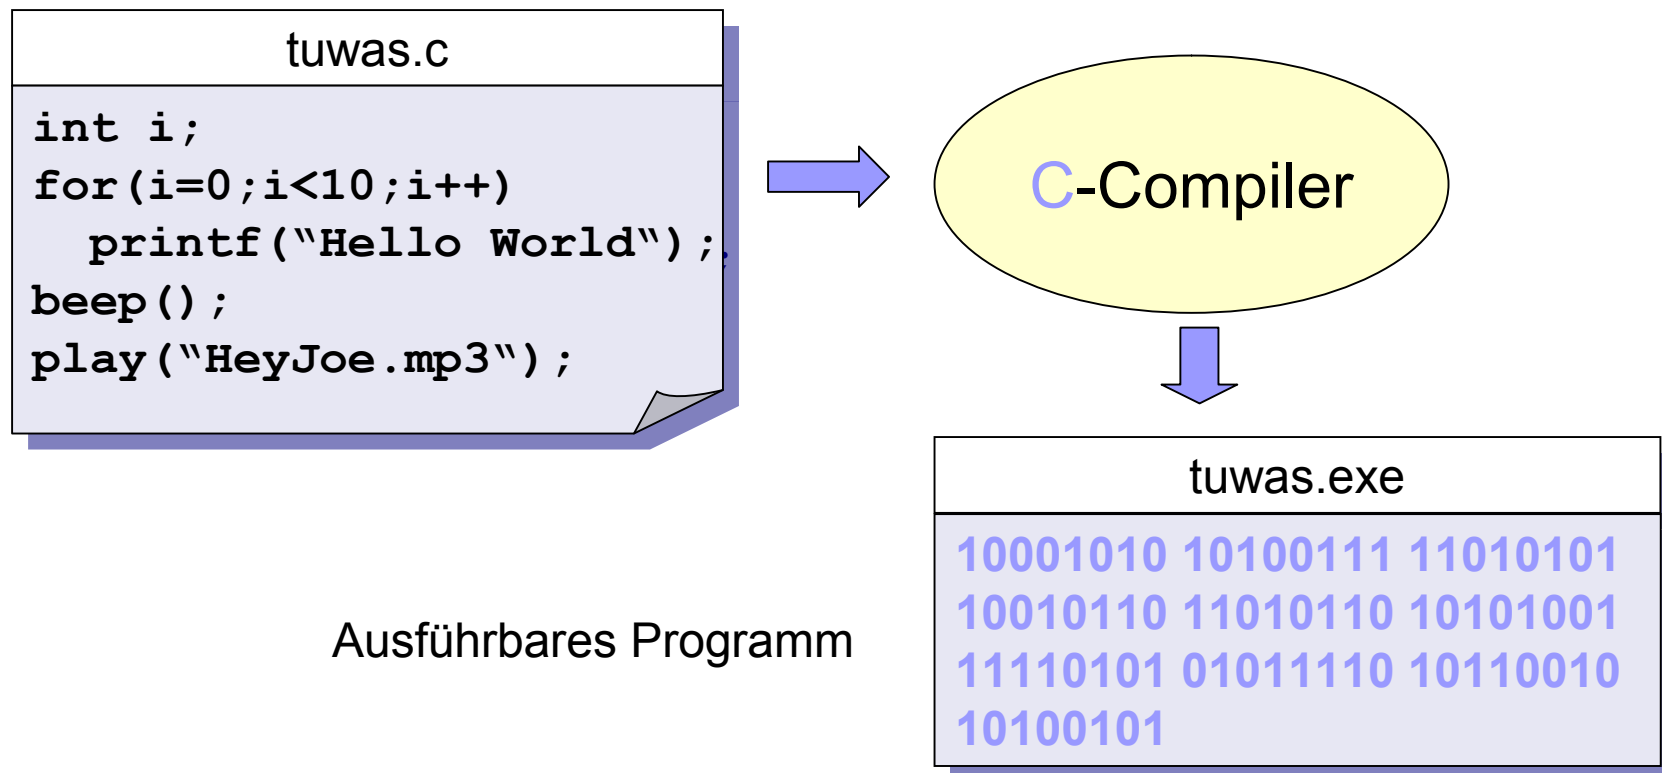 tuwas.c
int i;
for(i=0;i<10;i++)
  printf(‟Hello World‟);
beep();
play(‟HeyJoe.mp3‟);
C-Compiler
tuwas.exe
10001010 10100111 11010101
10010110 11010110 10101001
11110101 01011110 10110010
10100101
Ausführbares Programm